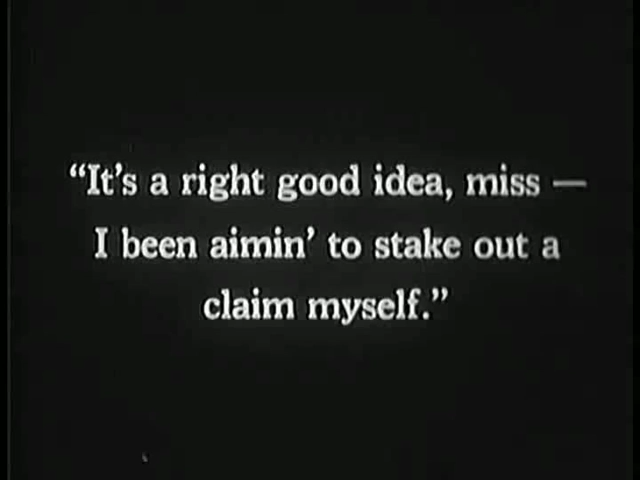 “It's a right good idea, miss —
I been aimin' to stake out a
claim myself.”